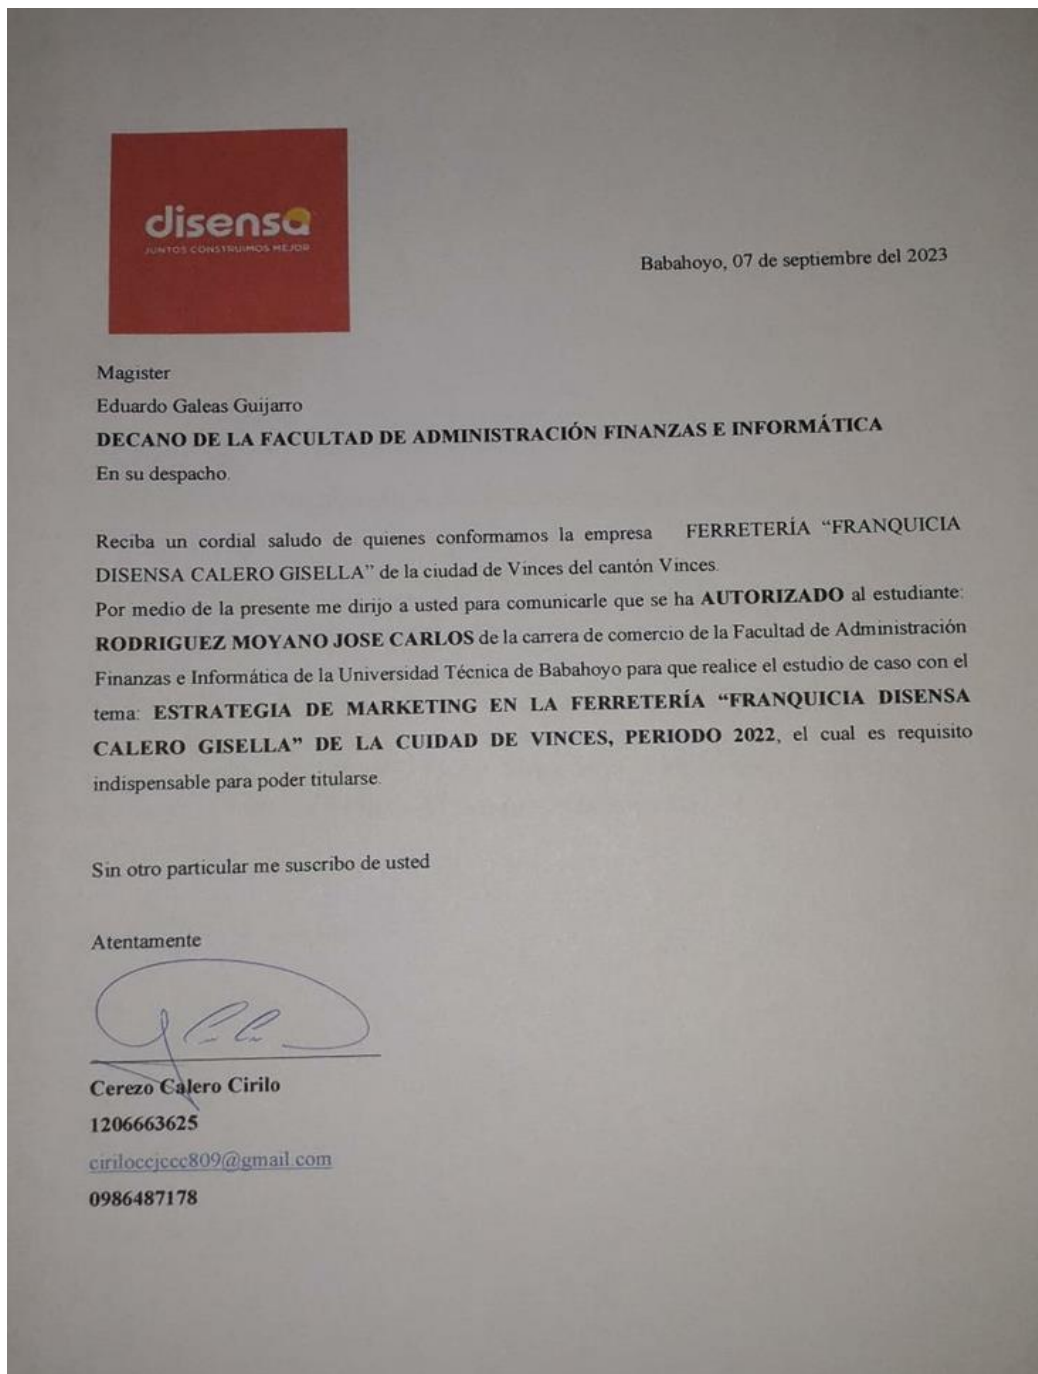 disensa
JUNTOS CONSTRUIMOS MEJOR
Babahoyo, 07 de septiembre del 2023
Magister
Eduardo Galeas Guijarro
DECANO DE LA FACULTAD DE ADMINISTRACIÓN FINANZAS E INFORMÁTICA
En su despacho.
Reciba un cordial saludo de quienes conformamos la empresa FERRETERÍA “FRANQUICIA
DISENSA CALERO GISELLA” de la ciudad de Vinces del cantón Vinces.
Por medio de la presente me dirijo a usted para comunicarle que se ha AUTORIZADO al estudiante:
RODRIGUEZ MOYANO JOSE CARLOS de la carrera de comercio de la Facultad de Administración
Finanzas e Informática de la Universidad Técnica de Babahoyo para que realice el estudio de caso con el
tema: ESTRATEGIA DE MARKETING EN LA FERRETERÍA “FRANQUICIA DISENSA
CALERO GISELLA” DE LA CUIDAD DE VINCES, PERIODO 2022, el cual es requisito
indispensable para poder titularse.
Sin otro particular me suscribo de usted
Atentamente
Cerezo Calero Cirilo
1206663625
ciriloccjccc809@gmail.com
0986487178